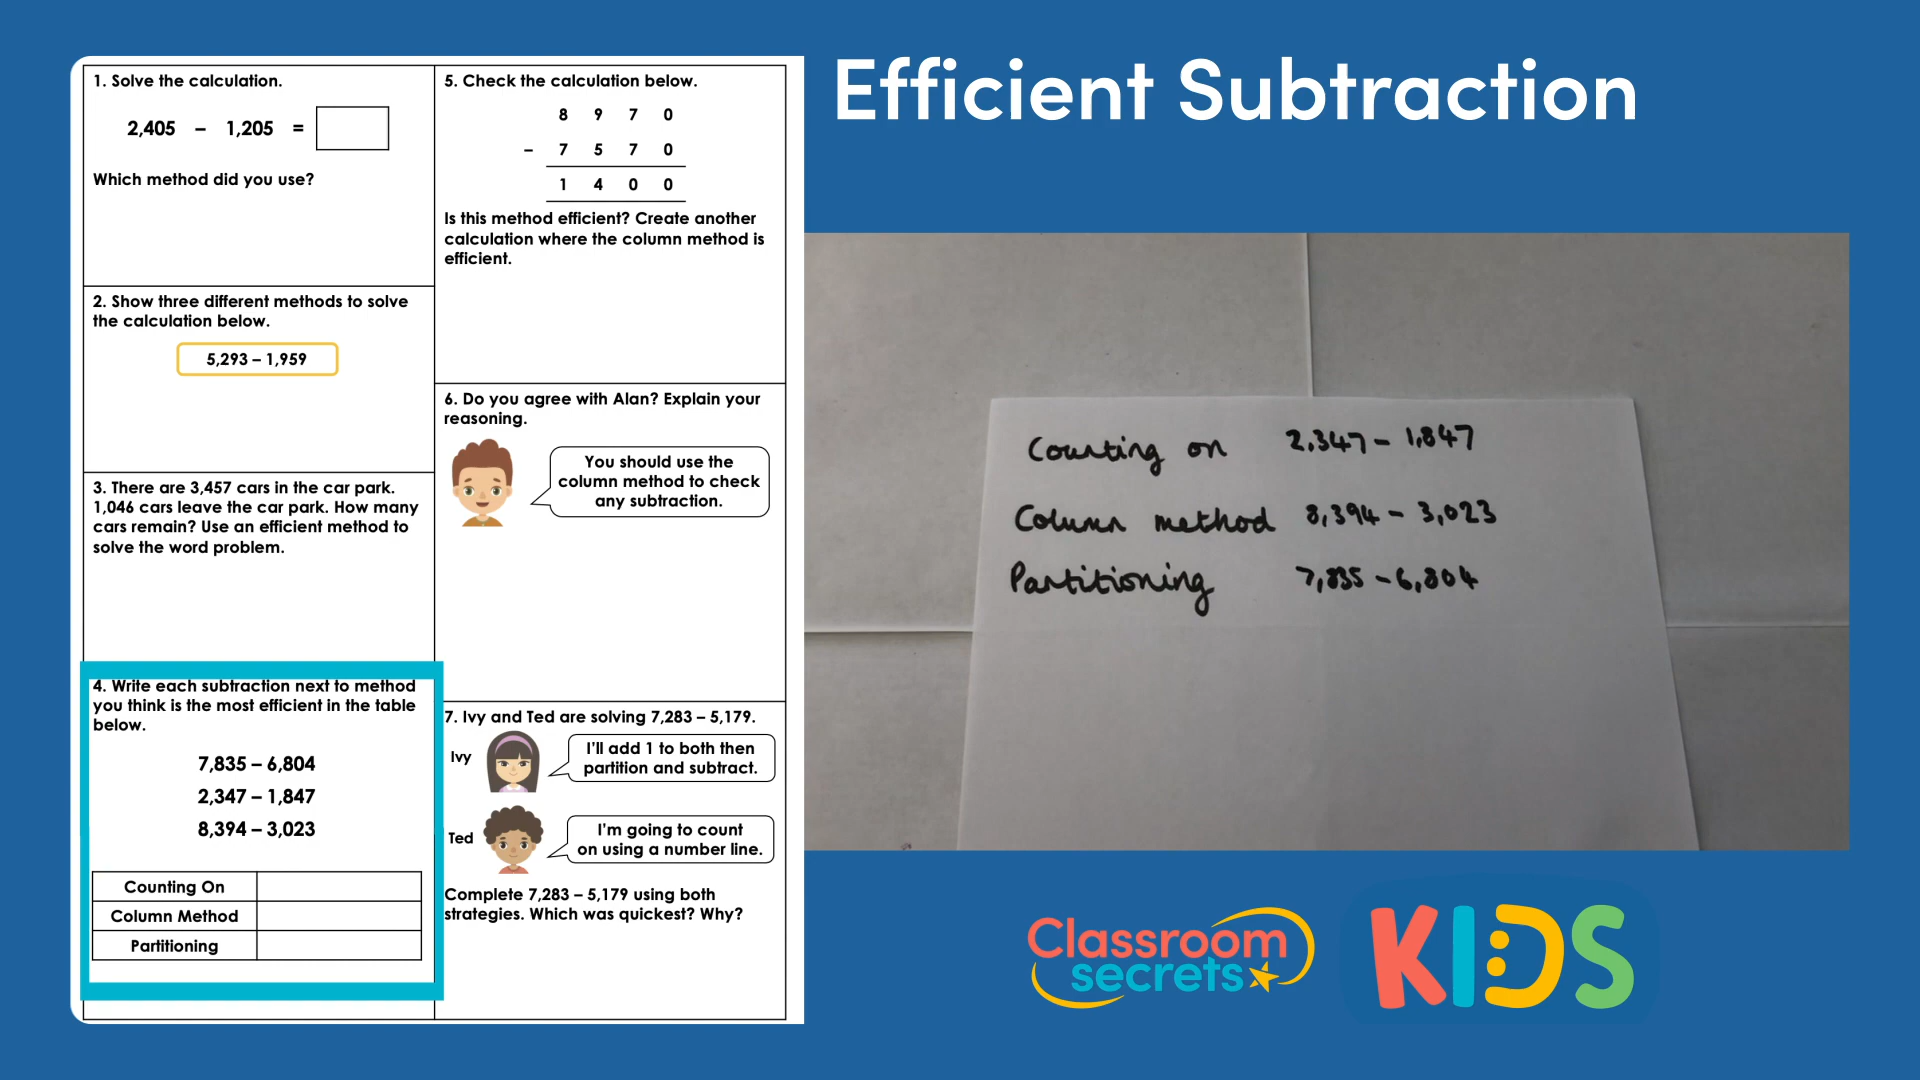 Efficient Subtraction
1. Solve the calculation.
2,405 – 1,205 =
Which method did you use?
2. Show three different methods to solve
the calculation below.
5,293 – 1,959
3. There are 3,457 cars in the car park.
1,046 cars leave the car park. How many
cars remain? Use an efficient method to
solve the word problem.
4. Write each subtraction next to method
you think is the most efficient in the table
below.
7,835 – 6,804
2,347 – 1,847
8,394 – 3,023
Counting On
Column Method
Partitioning
5. Check the calculation below.
8 9 7 0
– 7 5 7 0
1 4 0 0
Is this method efficient? Create another
calculation where the column method is
efficient.
6. Do you agree with Alan? Explain your
reasoning.
You should use the
column method to check
any subtraction.
7. Ivy and Ted are solving 7,283 – 5,179.
Ivy
I'll add 1 to both then
partition and subtract.
Ted
I'm going to count
on using a number line.
Complete 7,283 – 5,179 using both
strategies. Which was quickest? Why?
Counting on 2,347 – 1,847
Column method 8,394 – 3,023
Partitioning 7,835 – 6,804
Classroom
secrets
KIDS